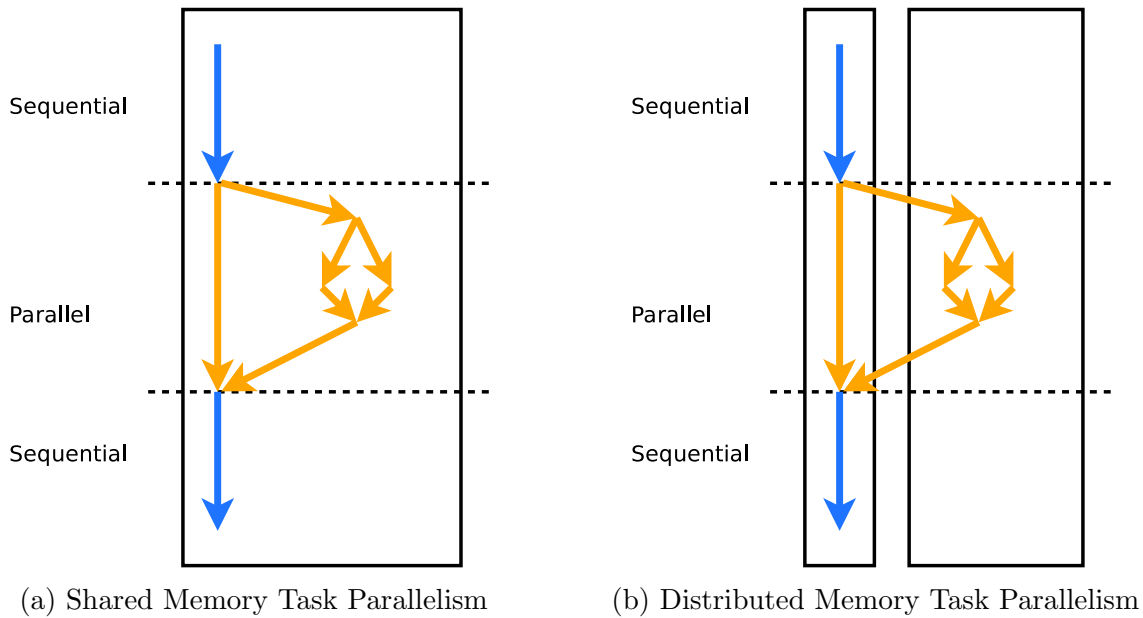 Sequential
Parallel
Sequential
(a) Shared Memory Task Parallelism
Sequential
Parallel
Sequential
(b) Distributed Memory Task Parallelism